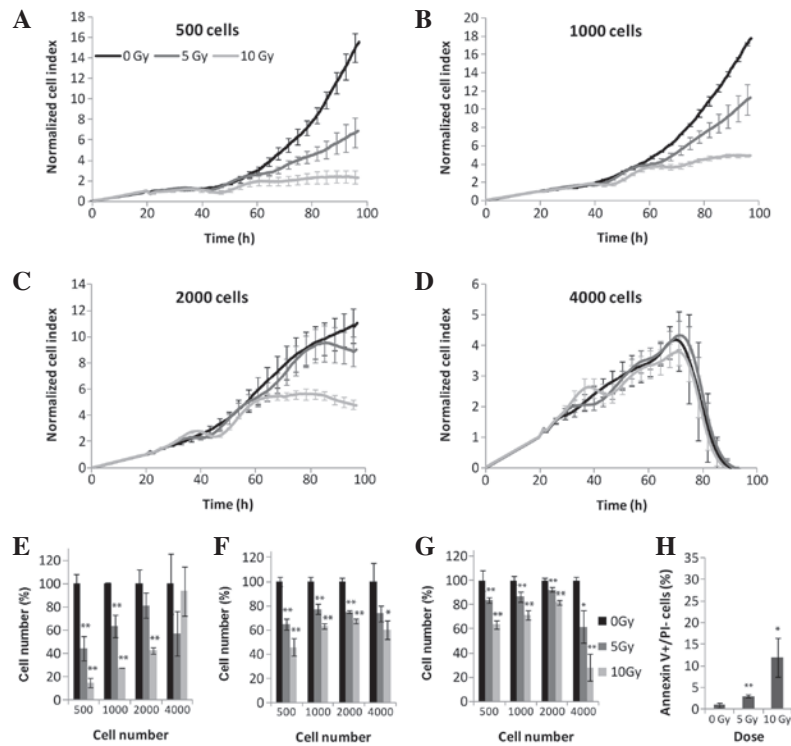 A
500 cells
0 Gy 5 Gy 10 Gy
Normalized cell index
18
16
14
12
10
8
6
4
2
0
0 20 40 60 80 100
Time (h)
B
1000 cells
Normalized cell index
20
18
16
14
12
10
8
6
4
2
0
0 20 40 60 80 100
Time (h)
C
2000 cells
Normalized cell index
14
12
10
8
6
4
2
0
0 20 40 60 80 100
Time (h)
D
4000 cells
Normalized cell index
6
5
4
3
2
1
0
0 20 40 60 80 100
Time (h)
E
Cell number (%)
120
100
80
60
40
20
0
** ** ** ** **
500 1000 2000 4000
Cell number
F
Cell number (%)
120
100
80
60
40
20
0
** ** ** ** ** ** *
500 1000 2000 4000
Cell number
G
Cell number (%)
120
100
80
60
40
20
0
** ** ** ** ** ** * **
500 1000 2000 4000
Cell number
0Gy
5Gy
10Gy
H
Annexin V+/PI- cells (%)
35
30
25
20
15
10
5
0
** *
0 Gy 5 Gy 10 Gy
Dose